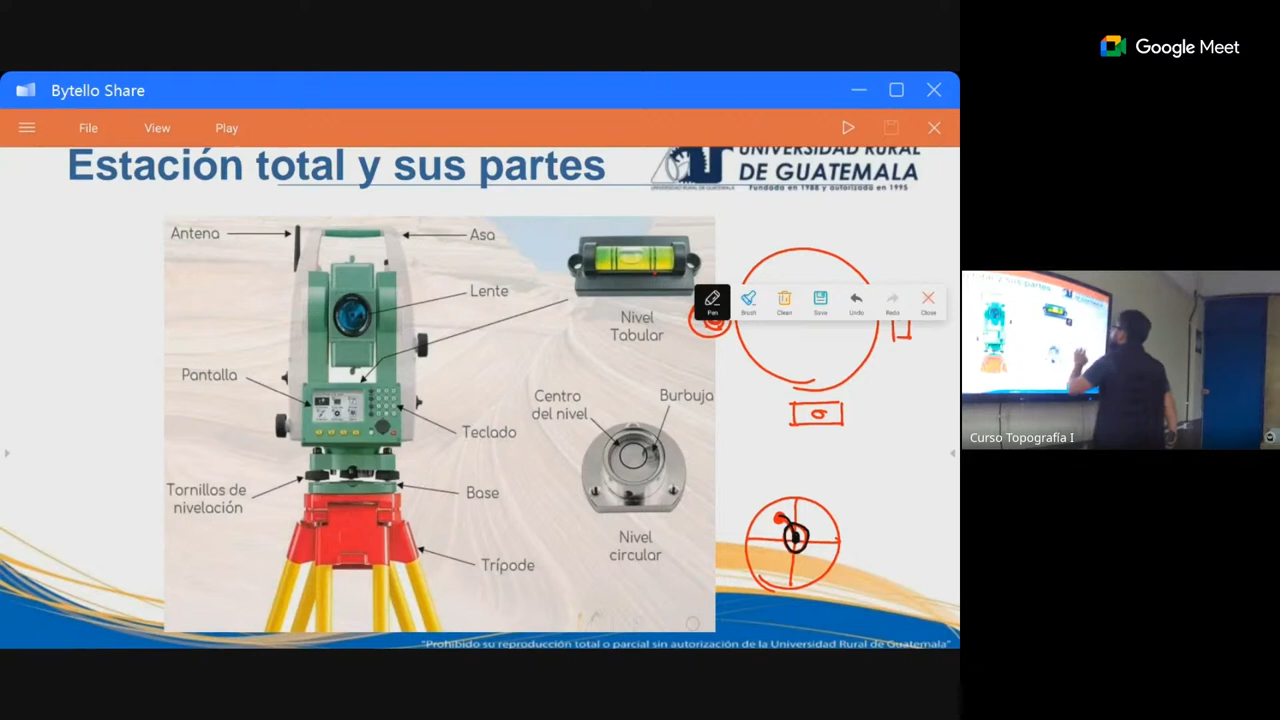 Google Meet
Bytello Share
File View Play
Estación total y sus partes
UNIVERSIDAD RURAL
DE GUATEMALA
Fundada en 1988 y autorizada en 1995
Antena
Asa
Lente
Nivel
Tabular
Pen Brush Clean Save Undo Redo Close
Pantalla
Centro
del nivel
Burbuja
Teclado
Tornillos de
nivelación
Base
Nivel
circular
Trípode
Curso Topografía I
"Prohibido su reproducción total o parcial sin autorización de la Universidad Rural de Guatemala"